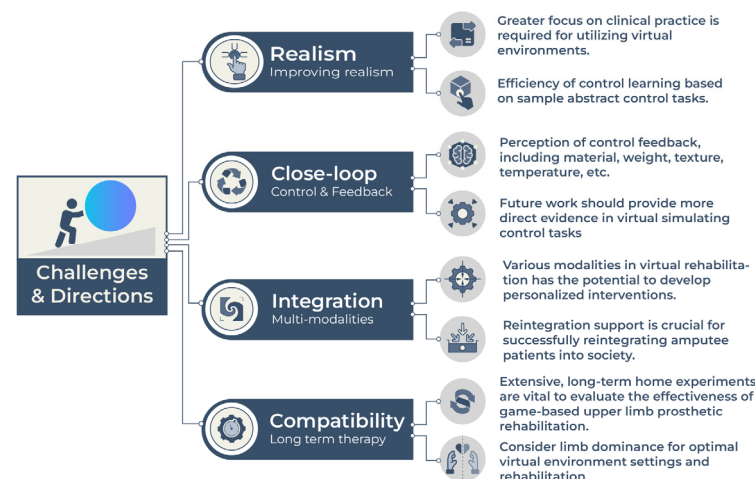 Challenges
& Directions
Realism
Improving realism
Greater focus on clinical practice is
required for utilizing virtual
environments.
Efficiency of control learning based
on sample abstract control tasks.
Close-loop
Control & Feedback
Perception of control feedback,
including material, weight, texture,
temperature, etc.
Future work should provide more
direct evidence in virtual simulating
control tasks
Integration
Multi-modalities
Various modalities in virtual rehabilita-
tion has the potential to develop
personalized interventions.
Reintegration support is crucial for
successfully reintegrating amputee
patients into society.
Compatibility
Long term therapy
Extensive, long-term home experiments
are vital to evaluate the effectiveness of
game-based upper limb prosthetic
rehabilitation.
Consider limb dominance for optimal
virtual environment settings and
rehabilitation